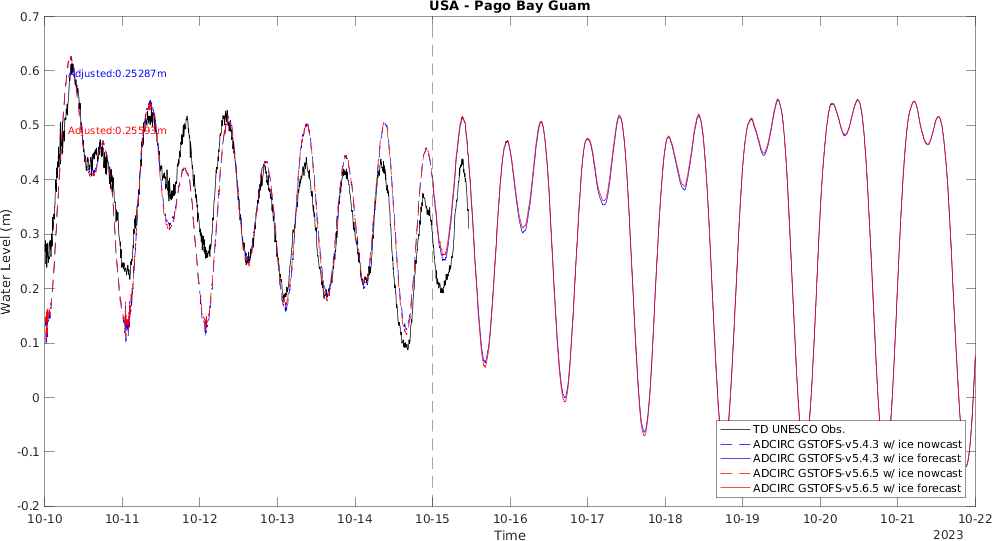 USA - Pago Bay Guam
0.7
0.6
0.5
0.4
0.3
0.2
0.1
0
-0.1
-0.2
Water Level (m)
Adjusted:0.25287m
Adjusted:0.25593m
TD UNESCO Obs.
ADCIRC GSTOFS-v5.4.3 w/ ice nowcast
ADCIRC GSTOFS-v5.4.3 w/ ice forecast
ADCIRC GSTOFS-v5.6.5 w/ ice nowcast
ADCIRC GSTOFS-v5.6.5 w/ ice forecast
10-10 10-11 10-12 10-13 10-14 10-15 10-16 10-17 10-18 10-19 10-20 10-21 10-22
Time
2023